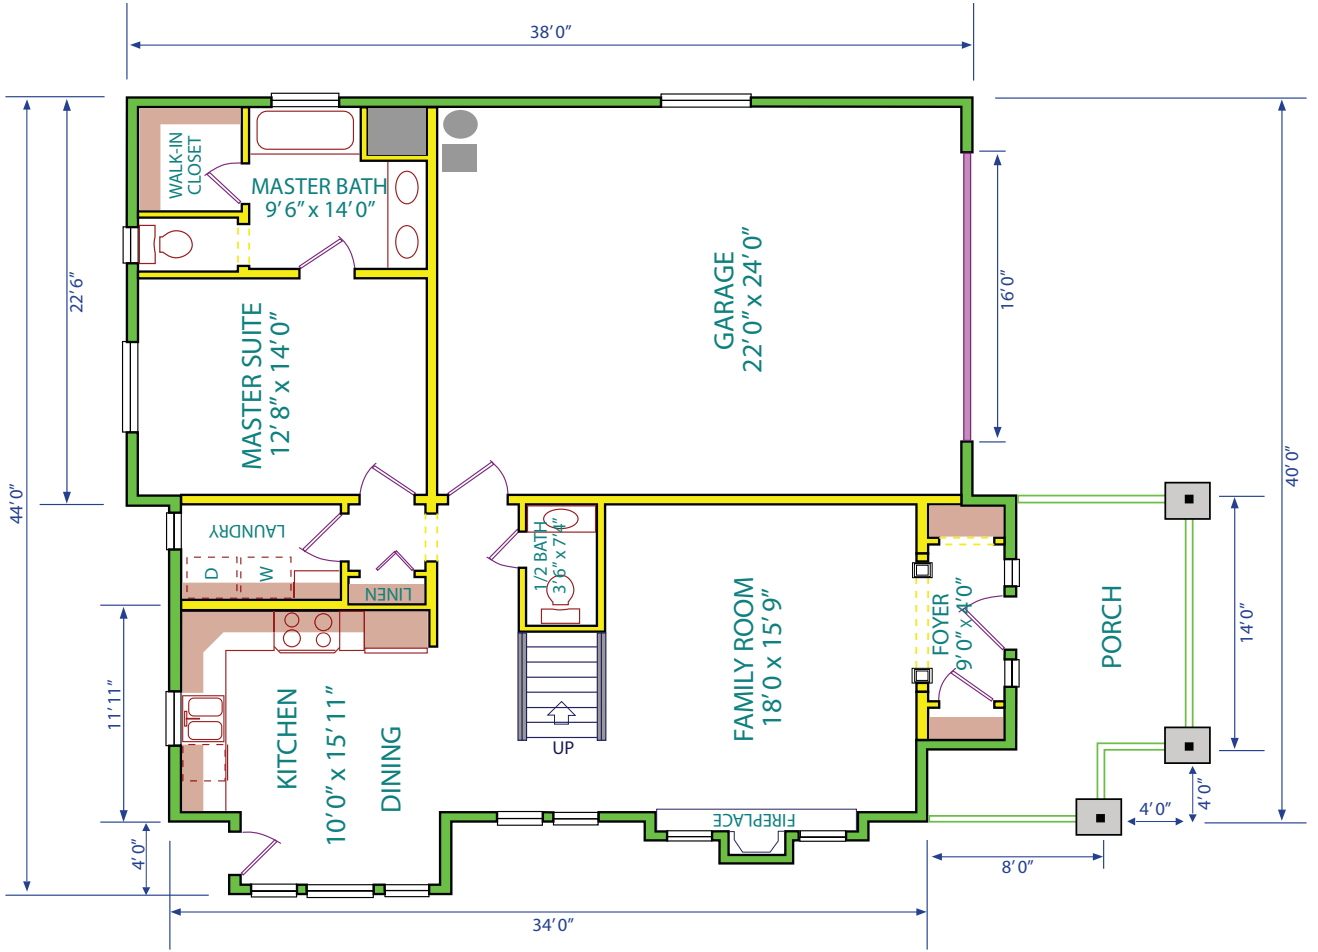 38'0"
WALK-IN
CLOSET
MASTER BATH
9'6" x 14'0"
22'6"
44'0"
MASTER SUITE
12'8" x 14'0"
GARAGE
22'0" x 24'0"
16'0"
40'0"
LAUNDRY
D
W
LINEN
1/2 BATH
3'6" x 7'4"
UP
FAMILY ROOM
18'0 x 15'9"
FOYER
9'0" x 4'0"
PORCH
14'0"
11'11"
KITCHEN
10'0" x 15'11"
DINING
FIREPLACE
4'0"
4'0"
4'0"
8'0"
34'0"